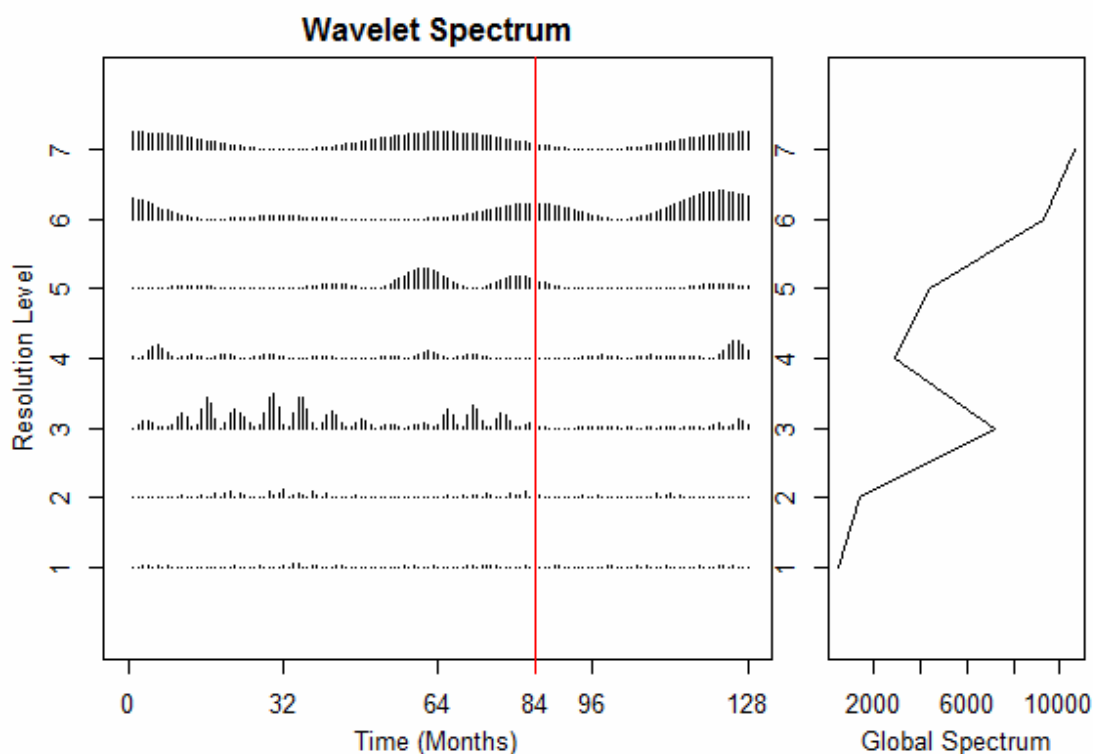 Wavelet Spectrum
Resolution Level
7
6
5
4
3
2
1
0 32 64 84 96 128
Time (Months)
7
6
5
4
3
2
1
2000 6000 10000
Global Spectrum